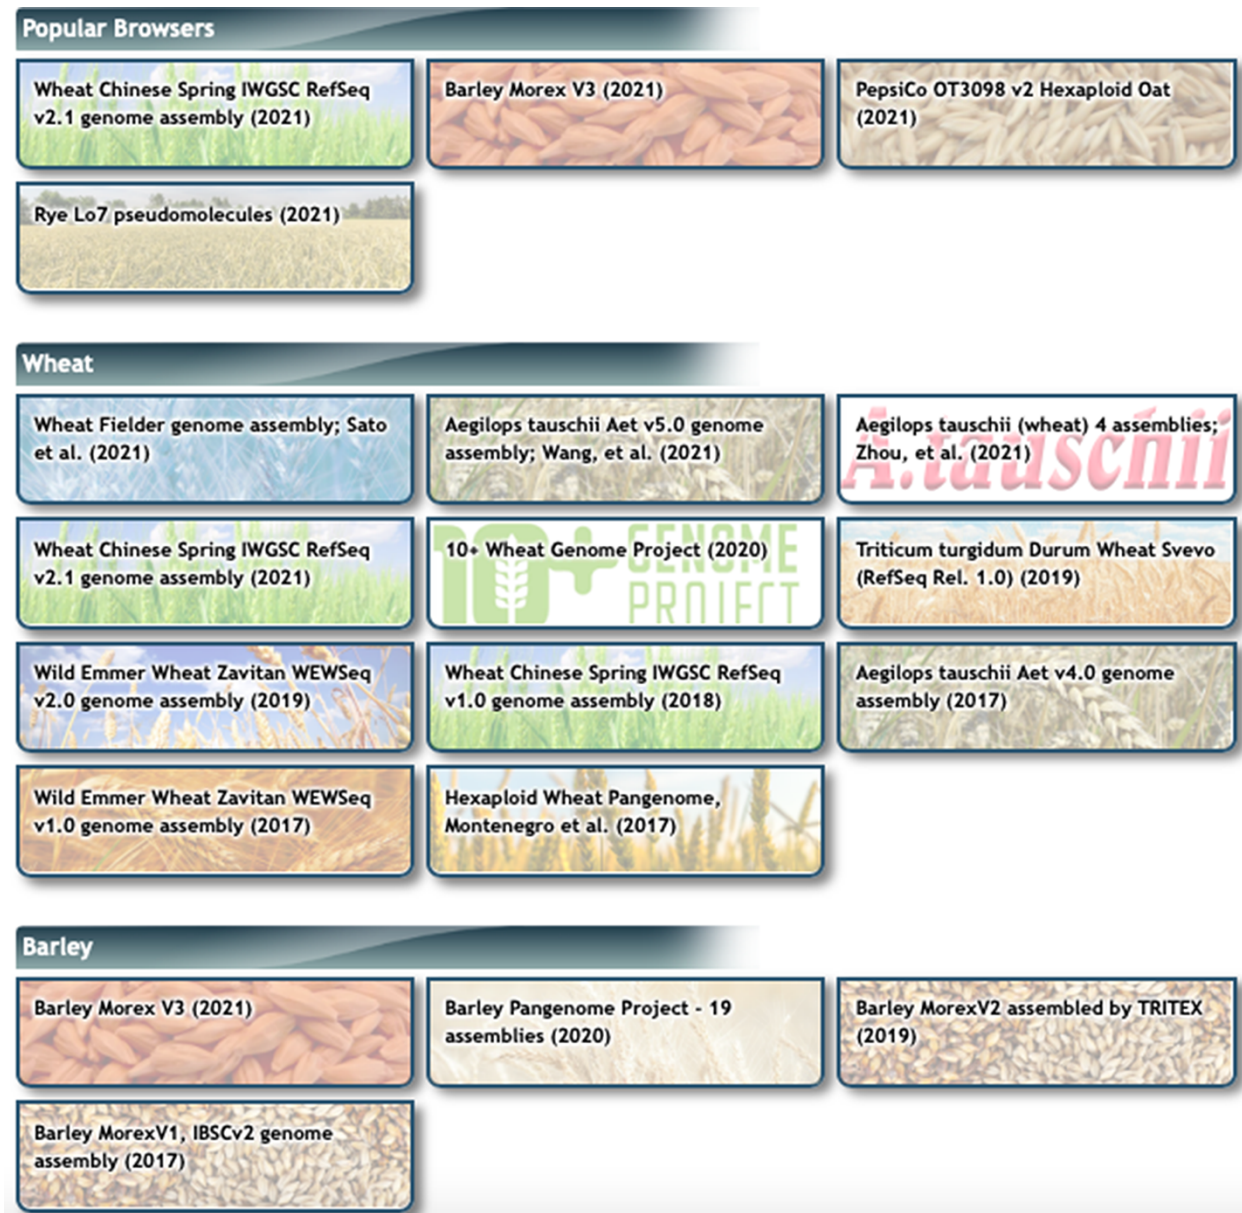 Popular Browsers
Wheat Chinese Spring IWGSC RefSeq
v2.1 genome assembly (2021)
Barley Morex V3 (2021)
PepsiCo OT3098 v2 Hexaploid Oat
(2021)
Rye Lo7 pseudomolecules (2021)
Wheat
Wheat Fielder genome assembly; Sato
et al. (2021)
Aegilops tauschii Aet v5.0 genome
assembly; Wang, et al. (2021)
Aegilops tauschii (wheat) 4 assemblies;
Zhou, et al. (2021)
A.tauschii
Wheat Chinese Spring IWGSC RefSeq
v2.1 genome assembly (2021)
10+ Wheat Genome Project (2020)
10+ GENOME
PROJECT
Triticum turgidum Durum Wheat Svevo
(RefSeq Rel. 1.0) (2019)
Wild Emmer Wheat Zavitan WEWSeq
v2.0 genome assembly (2019)
Wheat Chinese Spring IWGSC RefSeq
v1.0 genome assembly (2018)
Aegilops tauschii Aet v4.0 genome
assembly (2017)
Wild Emmer Wheat Zavitan WEWSeq
v1.0 genome assembly (2017)
Hexaploid Wheat Pangenome,
Montenegro et al. (2017)
Barley
Barley Morex V3 (2021)
Barley Pangenome Project - 19
assemblies (2020)
Barley MorexV2 assembled by TRITEX
(2019)
Barley MorexV1, IBSCv2 genome
assembly (2017)